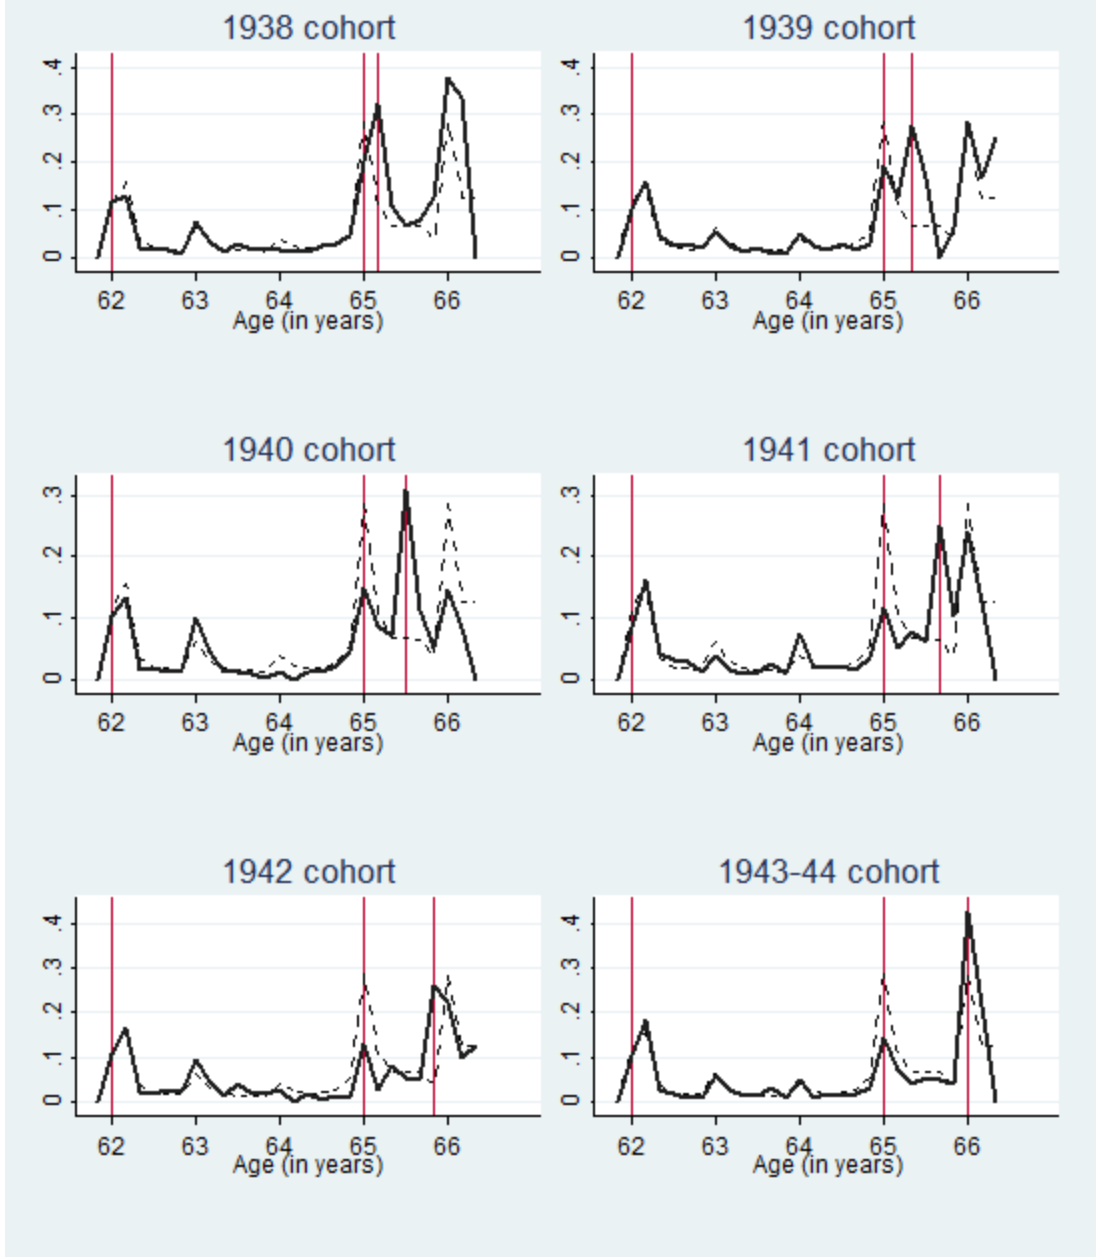 1938 cohort
.4
.3
.2
.1
0
62 63 64 65 66
Age (in years)
1939 cohort
.4
.3
.2
.1
0
62 63 64 65 66
Age (in years)
1940 cohort
.3
.2
.1
0
62 63 64 65 66
Age (in years)
1941 cohort
.3
.2
.1
0
62 63 64 65 66
Age (in years)
1942 cohort
.4
.3
.2
.1
0
62 63 64 65 66
Age (in years)
1943-44 cohort
.4
.3
.2
.1
0
62 63 64 65 66
Age (in years)